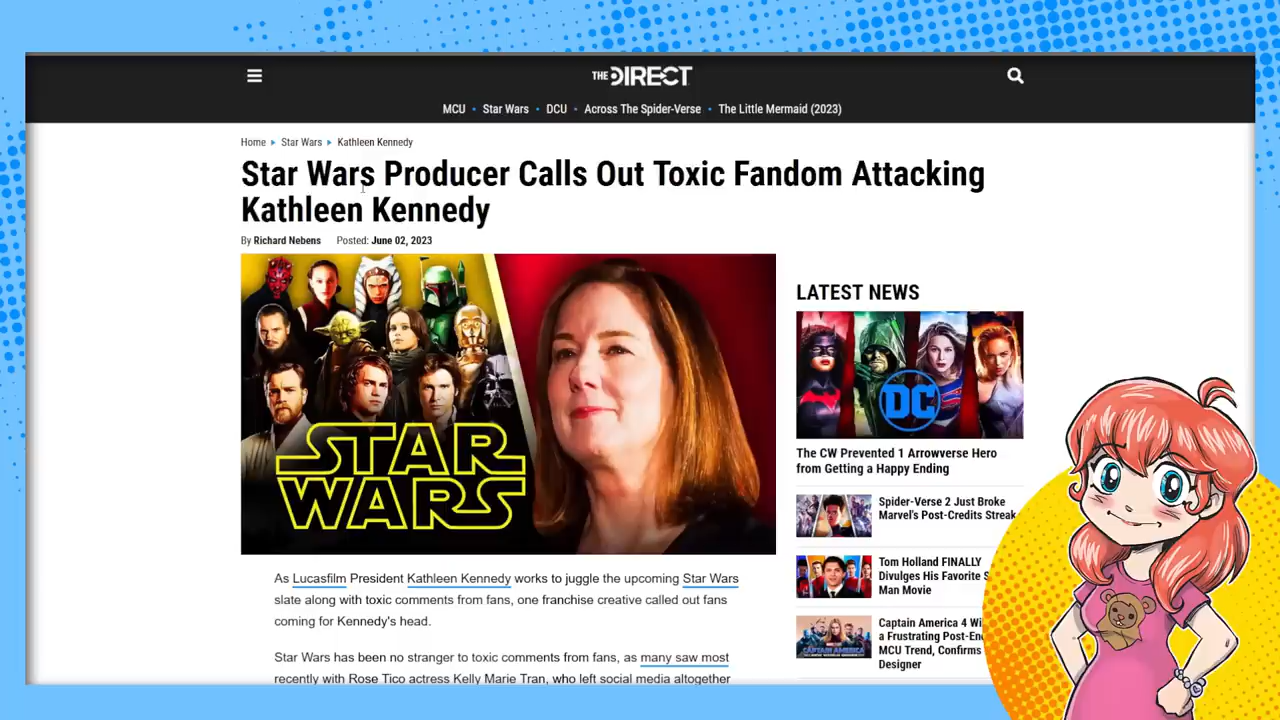 THE DIRECT
MCU • Star Wars • DCU • Across The Spider-Verse • The Little Mermaid (2023)
Home ▸ Star Wars ▸ Kathleen Kennedy
Star Wars Producer Calls Out Toxic Fandom Attacking
Kathleen Kennedy
By Richard Nebens Posted: June 02, 2023
STAR
WARS
As Lucasfilm President Kathleen Kennedy works to juggle the upcoming Star Wars
slate along with toxic comments from fans, one franchise creative called out fans
coming for Kennedy's head.
Star Wars has been no stranger to toxic comments from fans, as many saw most
recently with Rose Tico actress Kelly Marie Tran, who left social media altogether
LATEST NEWS
DC
The CW Prevented 1 Arrowverse Hero
from Getting a Happy Ending
Spider-Verse 2 Just Broke
Marvel's Post-Credits Streak
Tom Holland FINALLY
Divulges His Favorite S
Man Movie
CAPTAIN AMERICA
Captain America 4 Wi
a Frustrating Post-En
MCU Trend, Confirms
Designer